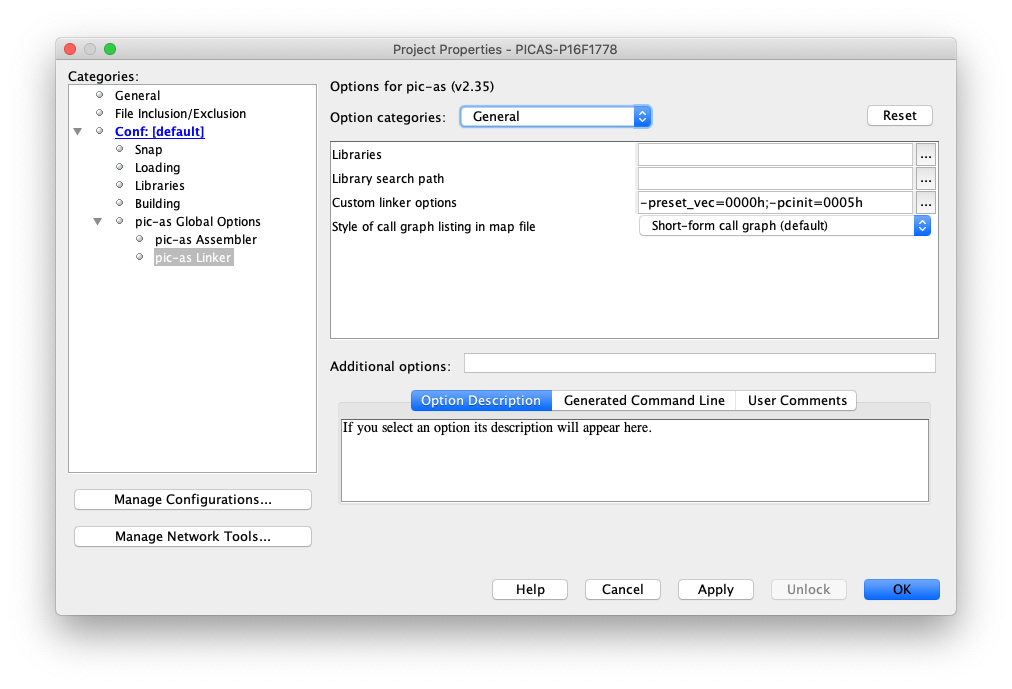 Project Properties - PICAS-P16F1778
Categories:
General
File Inclusion/Exclusion
Conf: [default]
Snap
Loading
Libraries
Building
pic-as Global Options
pic-as Assembler
pic-as Linker
Manage Configurations...
Manage Network Tools...
Options for pic-as (v2.35)
Option categories: General Reset
Libraries ...
Library search path ...
Custom linker options -preset_vec=0000h;-pcinit=0005h ...
Style of call graph listing in map file Short-form call graph (default)
Additional options:
Option Description Generated Command Line User Comments
If you select an option its description will appear here.
Help Cancel Apply Unlock OK